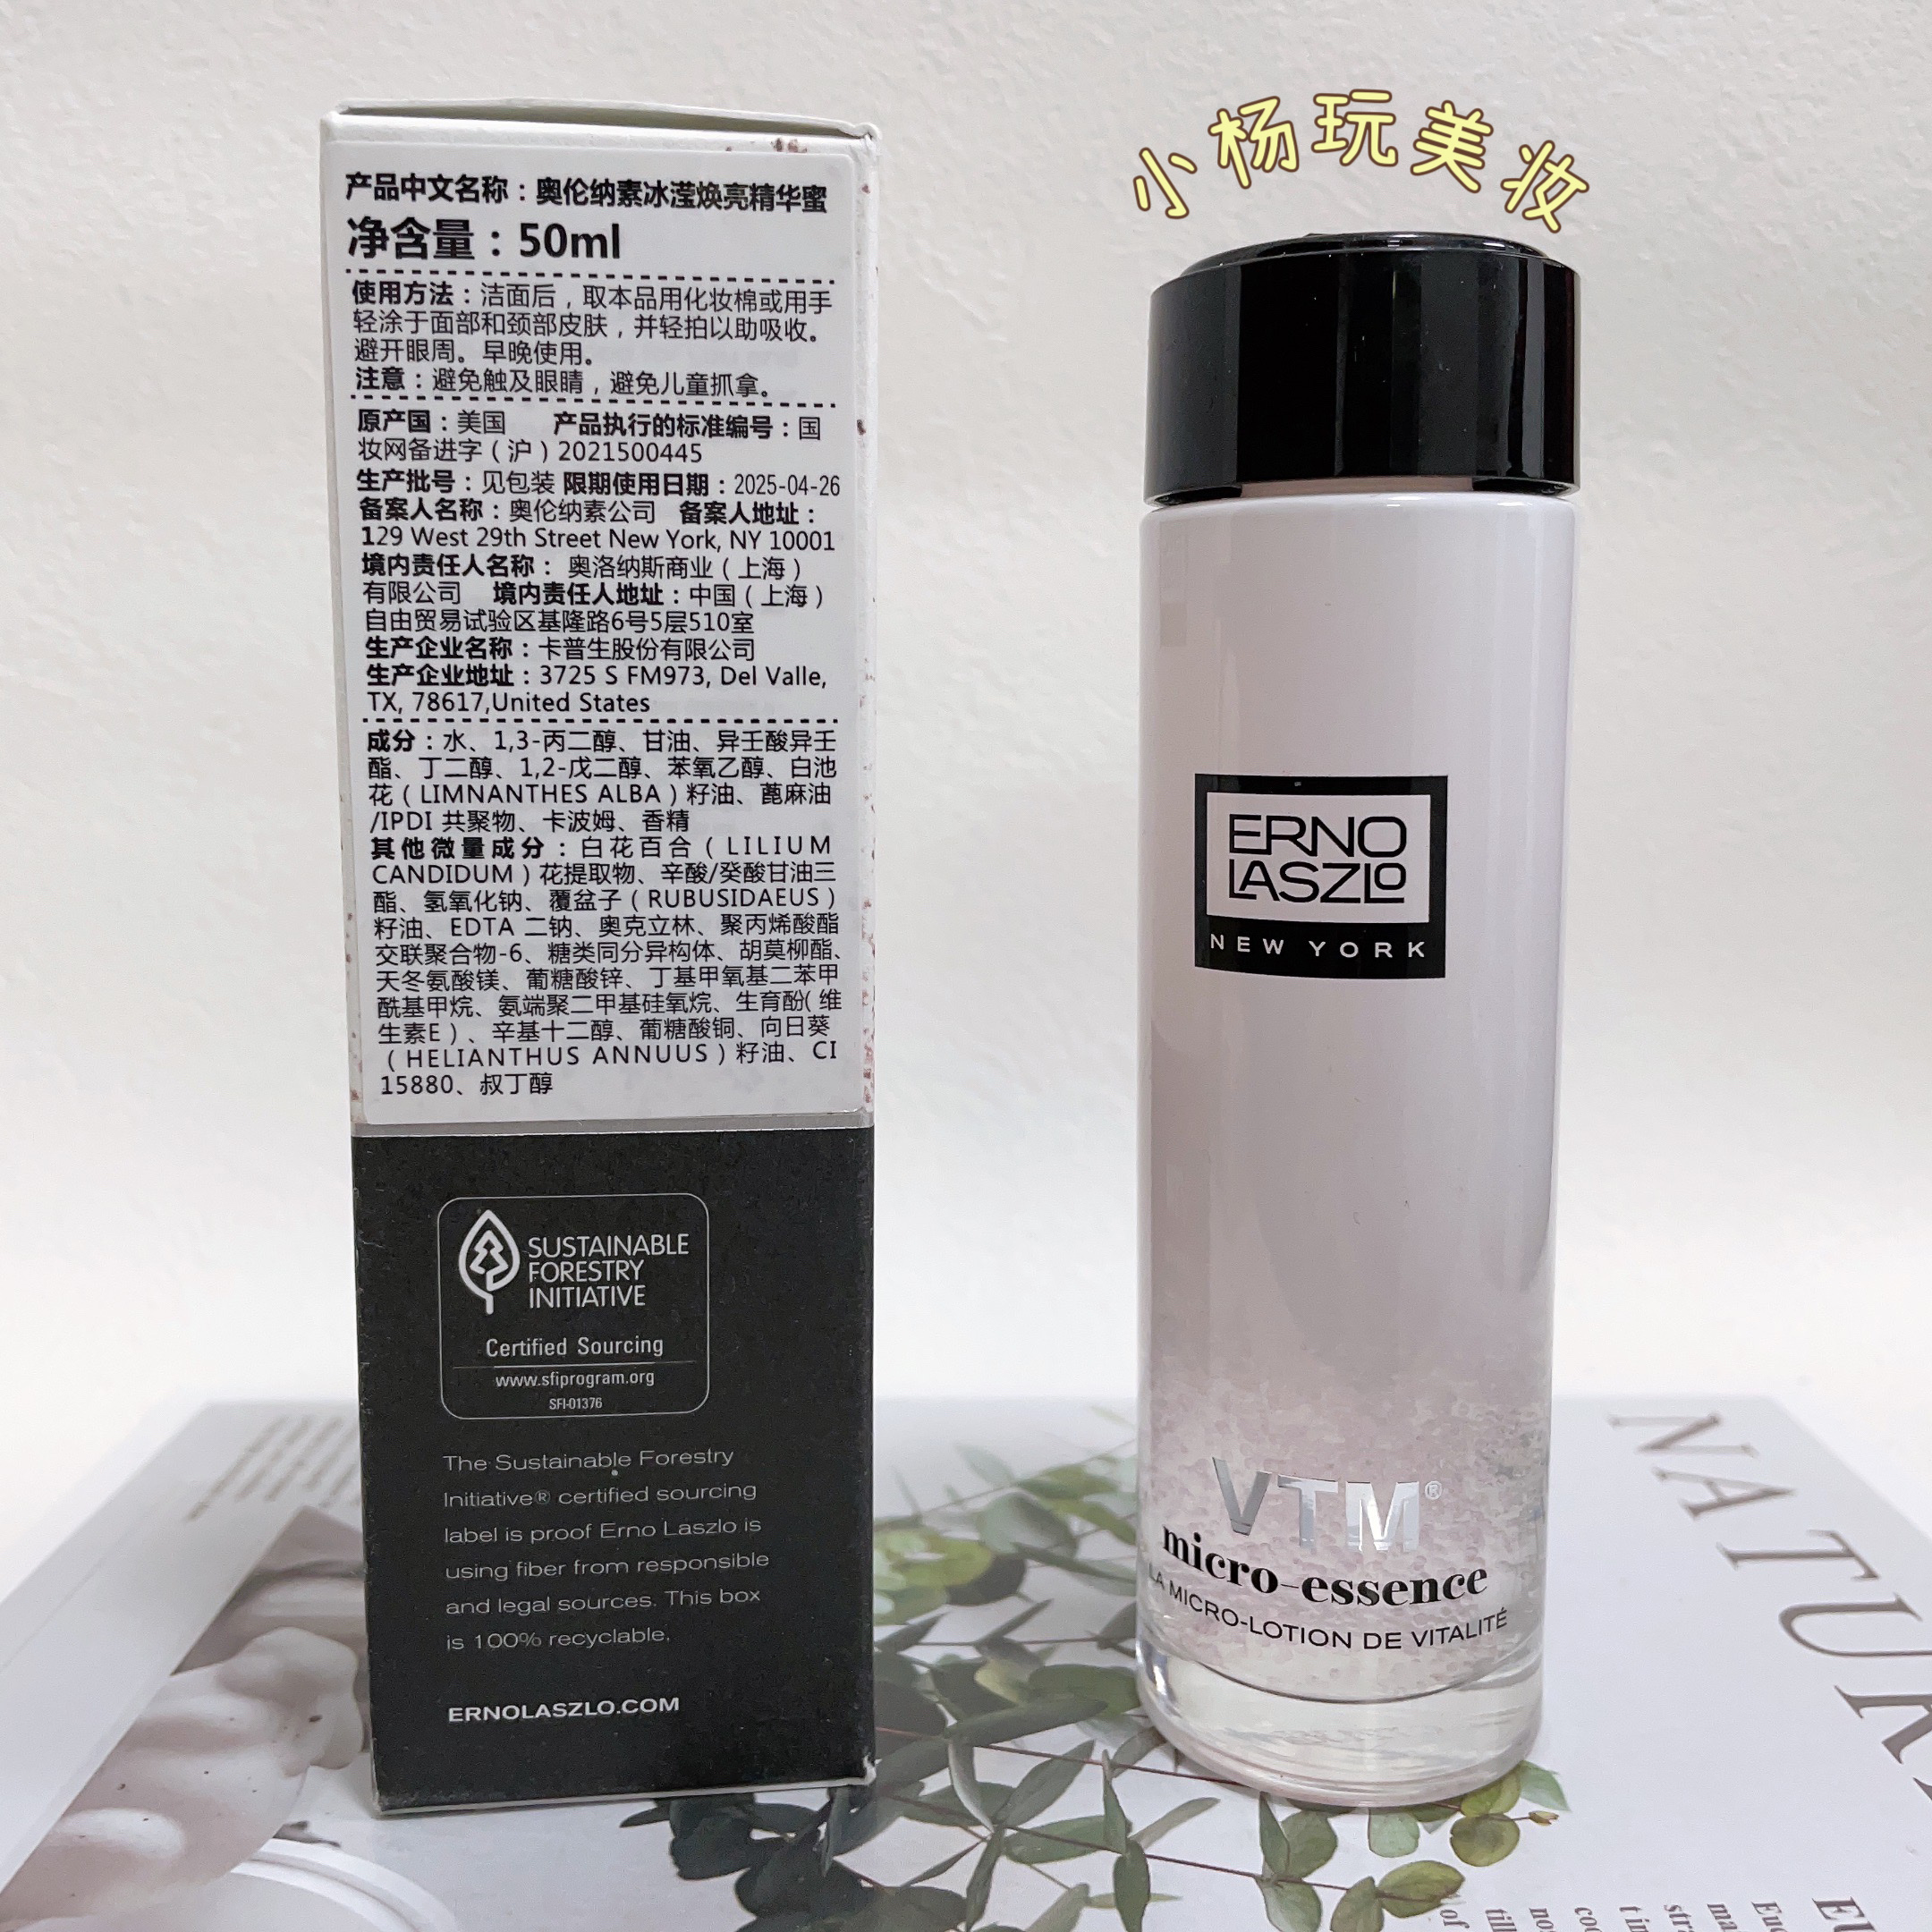 小杨玩美妆
产品中文名称：奥伦纳素冰滢焕亮精华蜜
净含量：50ml
使用方法：洁面后，取本品用化妆棉或用手
轻涂于面部和颈部皮肤，并轻拍以助吸收。
避开眼周。早晚使用。
注意：避免触及眼睛，避免儿童抓拿。
原产国：美国 产品执行的标准编号：国
妆网备进字（沪）2021500445
生产批号：见包装 限期使用日期：2025-04-26
备案人名称：奥伦纳素公司 备案人地址：
129 West 29th Street New York, NY 10001
境内责任人名称： 奥洛纳斯商业（上海）
有限公司 境内责任人地址：中国（上海）
自由贸易试验区基隆路6号5层510室
生产企业名称：卡普生股份有限公司
生产企业地址：3725 S FM973, Del Valle,
TX, 78617,United States
成分：水、1,3-丙二醇、甘油、异壬酸异壬
酯、丁二醇、1,2-戊二醇、苯氧乙醇、白池
花（LIMNANTHES ALBA）籽油、蓖麻油
/IPDI 共聚物、卡波姆、香精
其他微量成分：白花百合（LILIUM
CANDIDUM）花提取物、辛酸/癸酸甘油三
酯、氢氧化钠、覆盆子（RUBUSIDAEUS）
籽油、EDTA 二钠、奥克立林、聚丙烯酸酯
交联聚合物-6、糖类同分异构体、胡莫柳酯、
天冬氨酸镁、葡糖酸锌、丁基甲氧基二苯甲
酰基甲烷、氨端聚二甲基硅氧烷、生育酚(维
生素E）、辛基十二醇、葡糖酸铜、向日葵
（HELIANTHUS ANNUUS）籽油、CI
15880、叔丁醇
SUSTAINABLE
FORESTRY
INITIATIVE
Certified Sourcing
www.sfiprogram.org
SFI-01376
The Sustainable Forestry
Initiative® certified sourcing
label is proof Erno Laszlo is
using fiber from responsible
and legal sources. This box
is 100% recyclable.
ERNOLASZLO.COM
ERNO
LASZLO
NEW YORK
VTM®
micro-essence
LA MICRO-LOTION DE VITALITÉ
NATUR